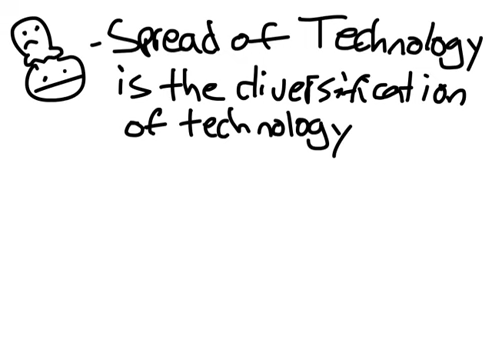 - Spread of Technology
is the diversification
of technology